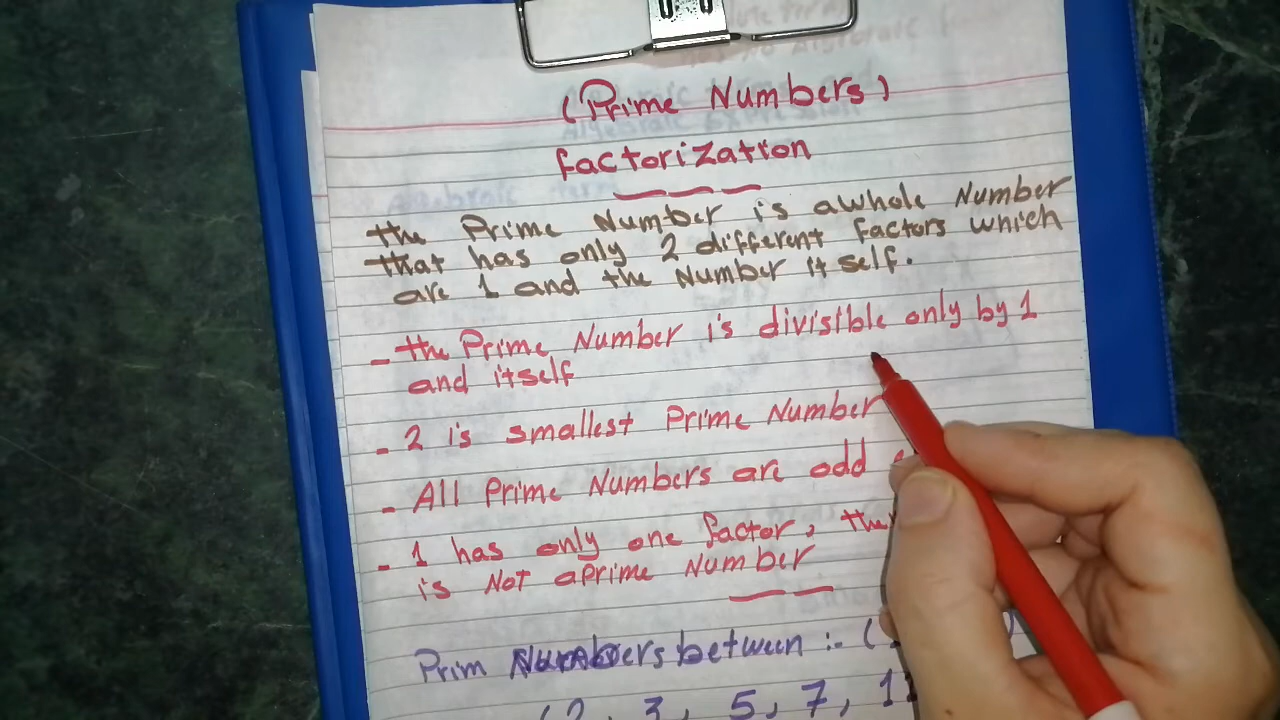 (Prime Numbers)
factorization
the Prime Number is awhole Number
that has only 2 different factors which
are 1 and the Number itself.
- the Prime Number is divisible only by 1
and itself
- 2 is smallest Prime Number
- All Prime Numbers are odd
- 1 has only one factor, the
is Not aprime Number
Prim Numbers between :- (
(2, 3, 5, 7, 11